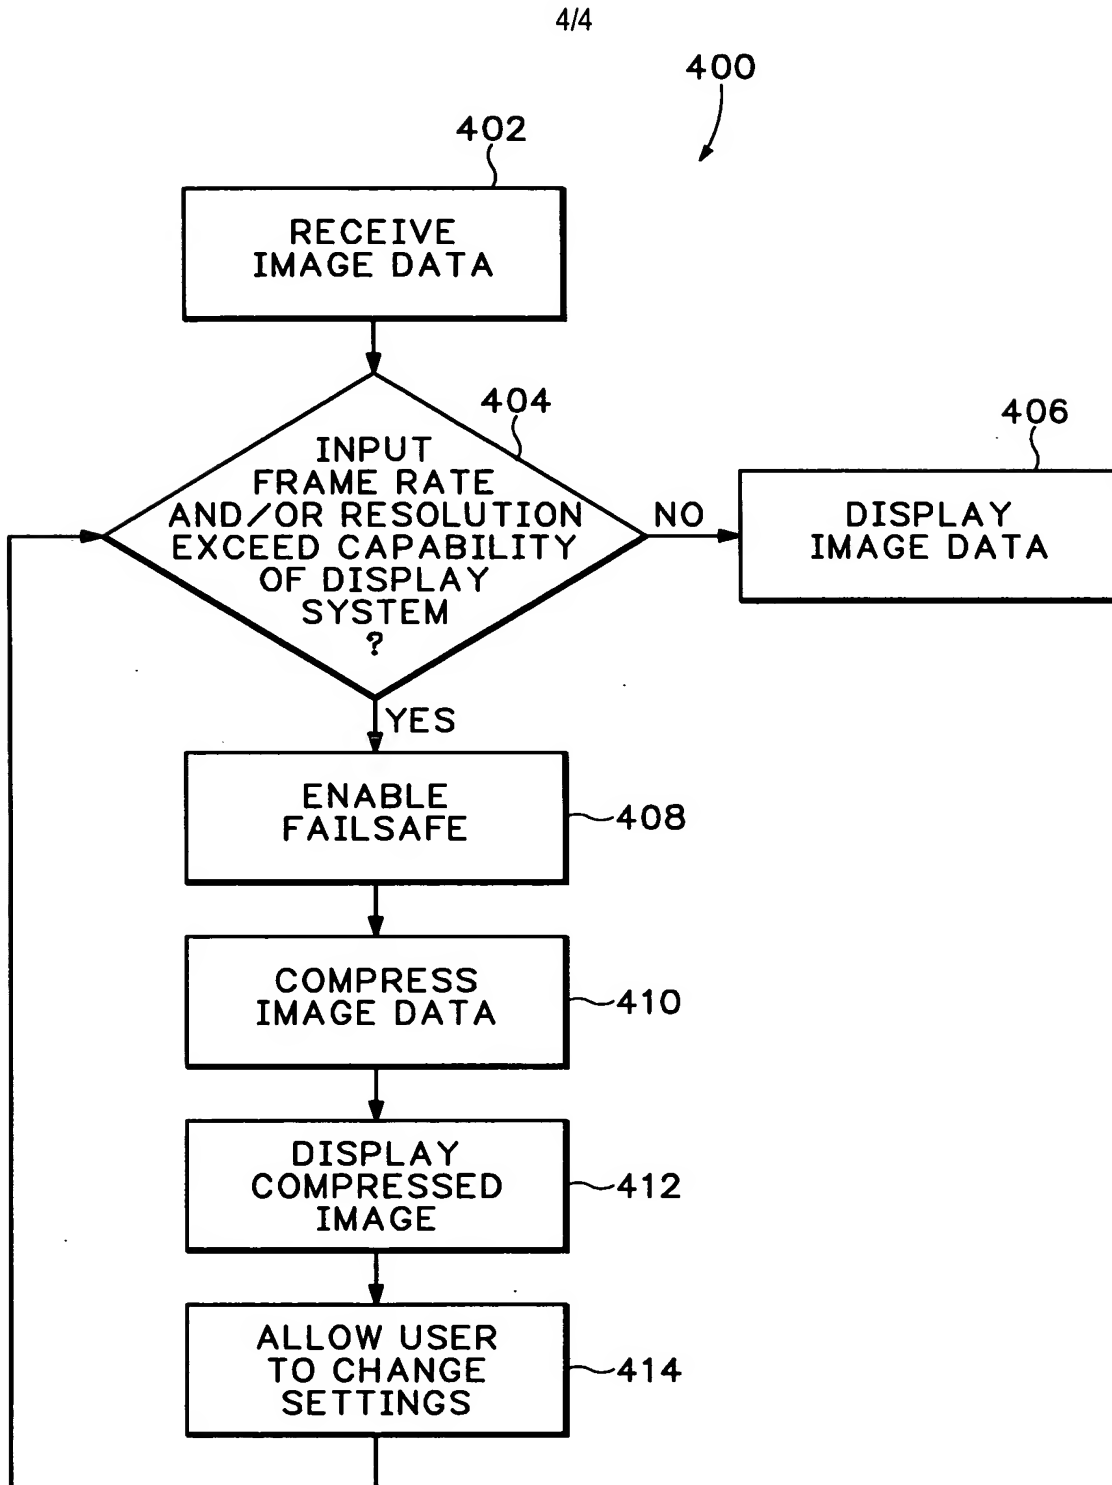 4/4
400
402
RECEIVE
IMAGE DATA
404
INPUT
FRAME RATE
AND/OR RESOLUTION
EXCEED CAPABILITY
OF DISPLAY
SYSTEM
?
NO
406
DISPLAY
IMAGE DATA
YES
ENABLE
FAILSAFE
408
COMPRESS
IMAGE DATA
410
DISPLAY
COMPRESSED
IMAGE
412
ALLOW USER
TO CHANGE
SETTINGS
414